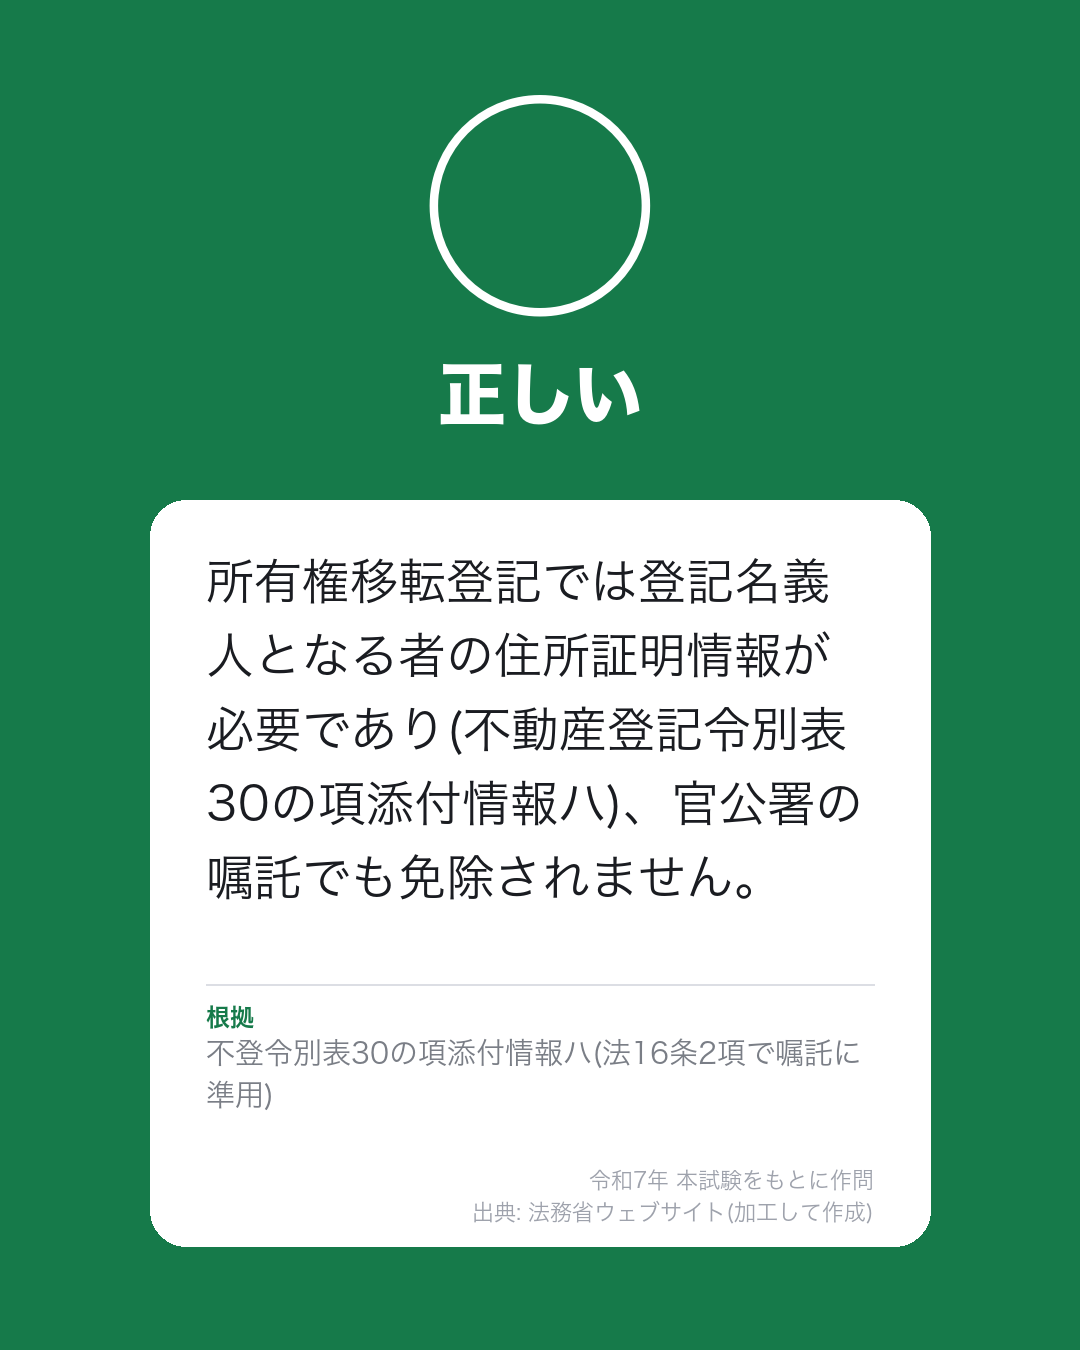 正しい
所有権移転登記では登記名義
人となる者の住所証明情報が
必要であり(不動産登記令別表
30の項添付情報ハ)、官公署の
嘱託でも免除されません。
根拠
不登令別表30の項添付情報ハ(法16条2項で嘱託に
準用)
令和7年 本試験をもとに作問
出典: 法務省ウェブサイト(加工して作成)